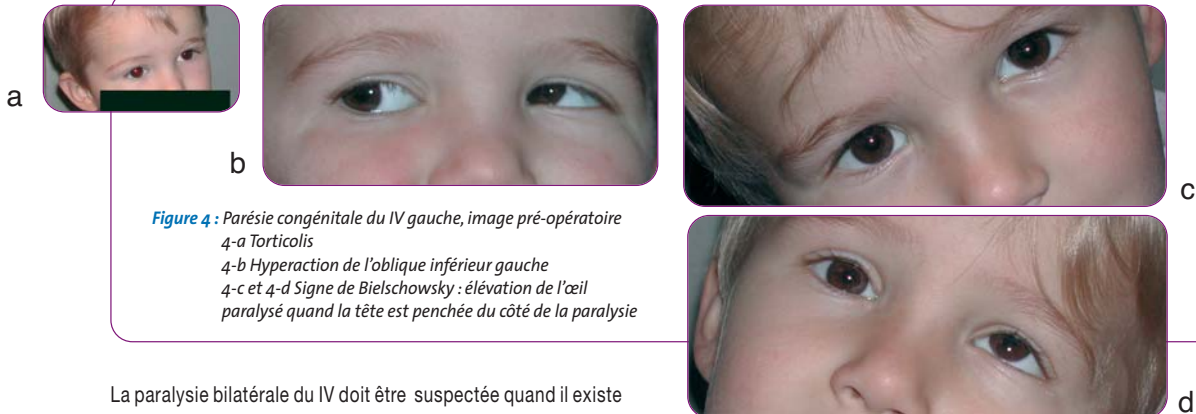 a
b
c
Figure 4 : Parésie congénitale du IV gauche, image pré-opératoire
4-a Torticolis
4-b Hyperaction de l'oblique inférieur gauche
4-c et 4-d Signe de Bielschowsky : élévation de l'œil
paralysé quand la tête est penchée du côté de la paralysie
d
La paralysie bilatérale du IV doit être suspectée quand il existe